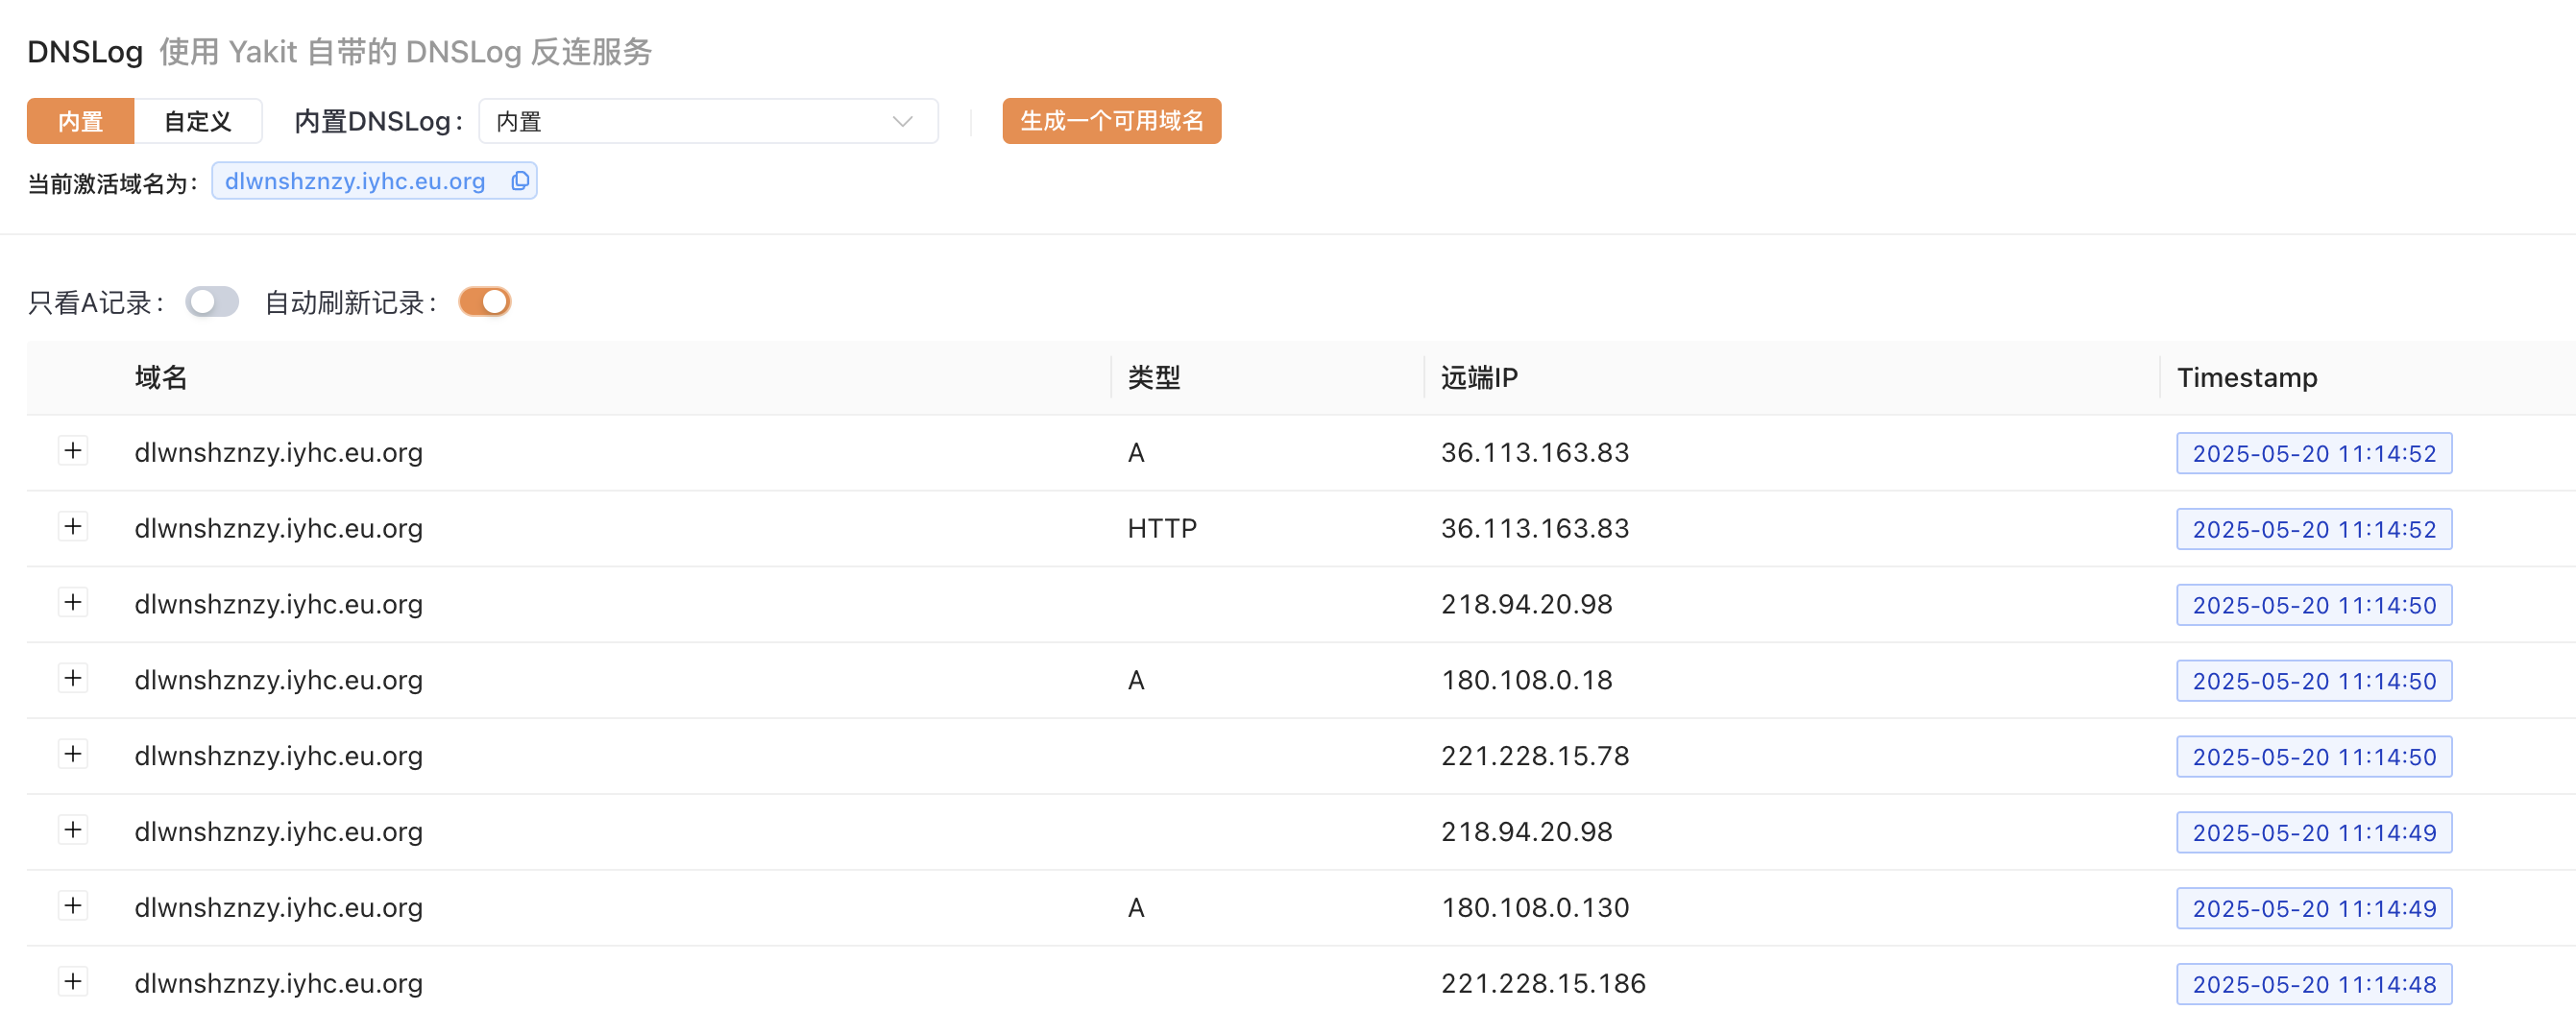 DNSLog 使用 Yakit 自带的 DNSLog 反连服务
内置 自定义 内置DNSLog: 内置 生成一个可用域名
当前激活域名为: dlwnshznzy.iyhc.eu.org
只看A记录: 自动刷新记录:
域名 类型 远端IP Timestamp
dlwnshznzy.iyhc.eu.org A 36.113.163.83 2025-05-20 11:14:52
dlwnshznzy.iyhc.eu.org HTTP 36.113.163.83 2025-05-20 11:14:52
dlwnshznzy.iyhc.eu.org 218.94.20.98 2025-05-20 11:14:50
dlwnshznzy.iyhc.eu.org A 180.108.0.18 2025-05-20 11:14:50
dlwnshznzy.iyhc.eu.org 221.228.15.78 2025-05-20 11:14:50
dlwnshznzy.iyhc.eu.org 218.94.20.98 2025-05-20 11:14:49
dlwnshznzy.iyhc.eu.org A 180.108.0.130 2025-05-20 11:14:49
dlwnshznzy.iyhc.eu.org 221.228.15.186 2025-05-20 11:14:48